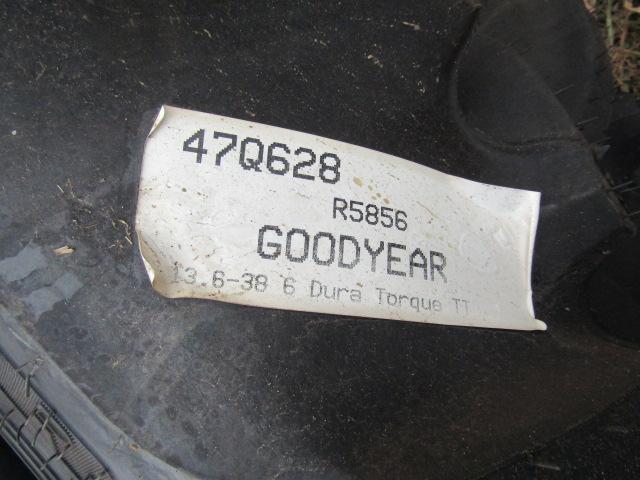 47Q628
R5856
GOODYEAR
13.6-38 6 Dura Torque TT